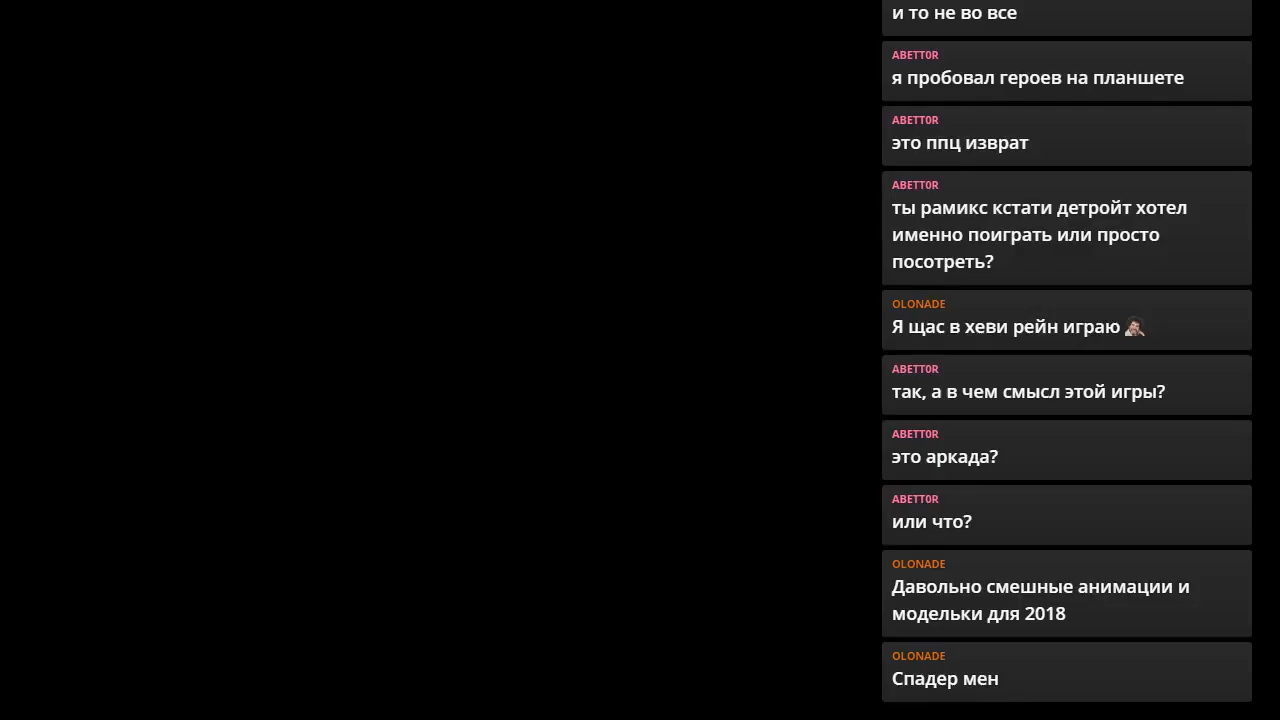 и то не во все
ABETT0R
я пробовал героев на планшете
ABETT0R
это ппц изврат
ABETT0R
ты рамикс кстати детройт хотел
именно поиграть или просто
посотреть?
OLONADE
Я щас в хеви рейн играю
ABETT0R
так, а в чем смысл этой игры?
ABETT0R
это аркада?
ABETT0R
или что?
OLONADE
Давольно смешные анимации и
модельки для 2018
OLONADE
Спадер мен